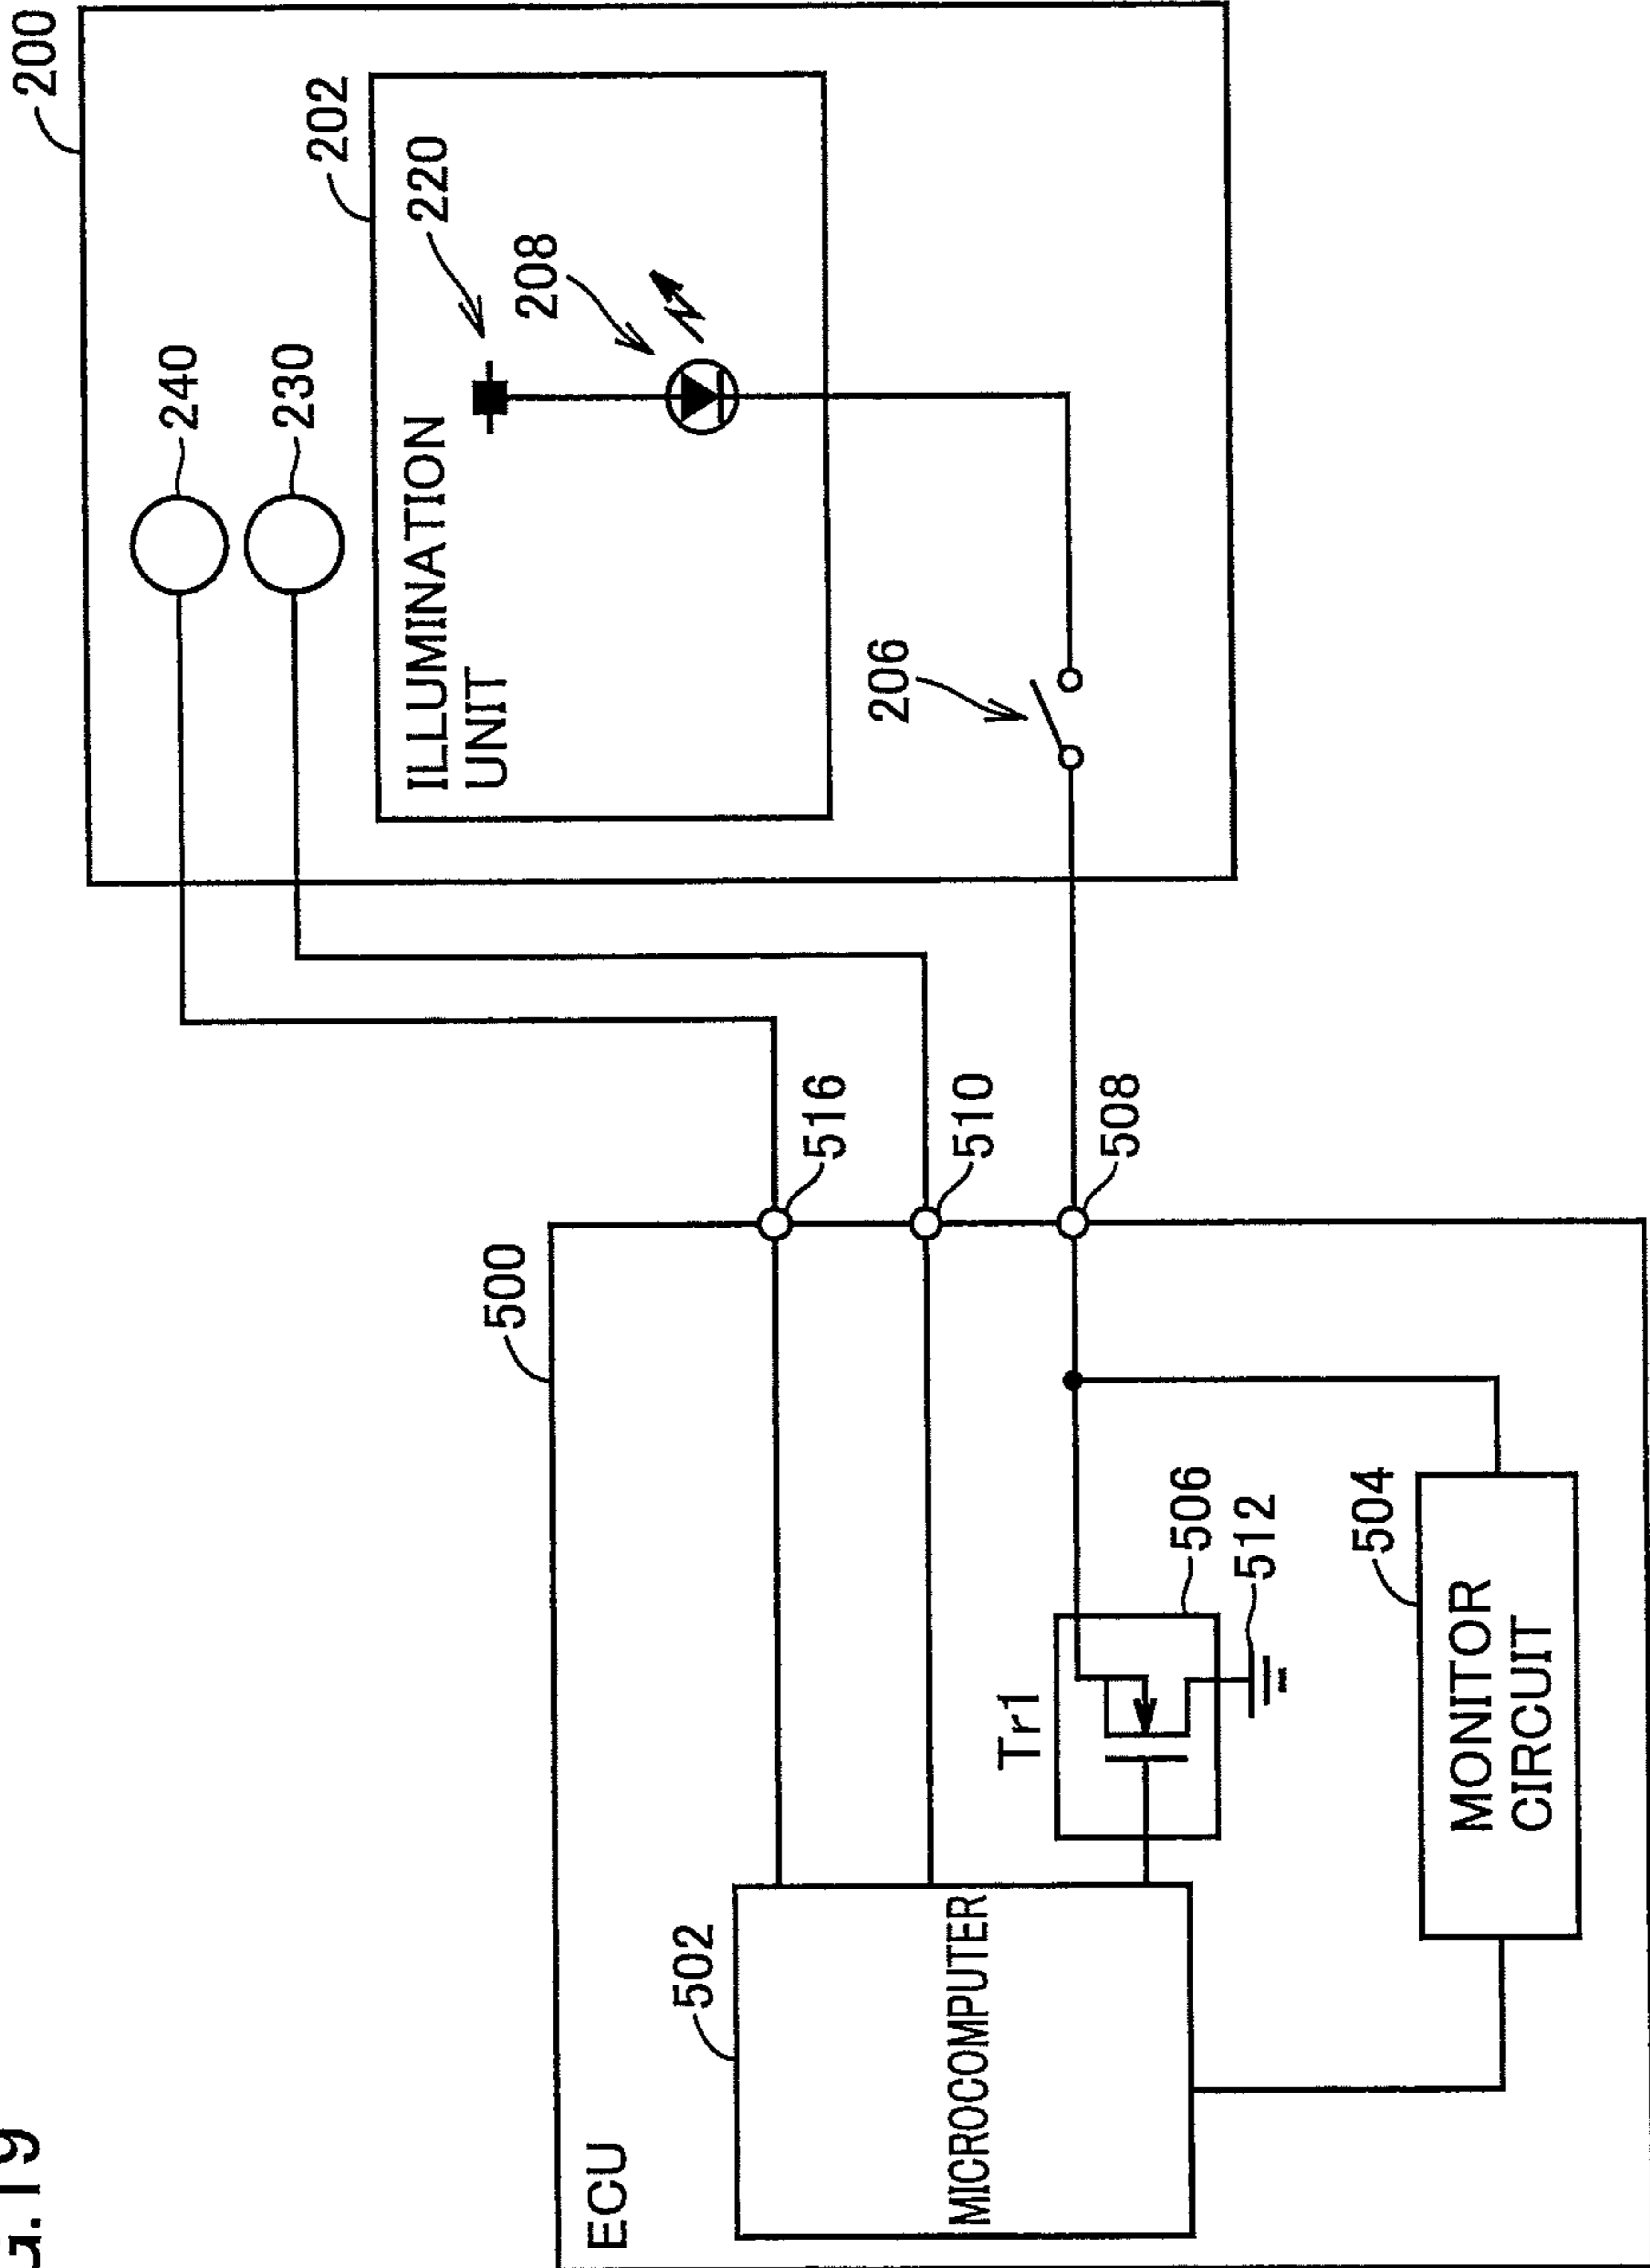 G.19
200
202
240
230
220
208
ILLUMINATION
UNIT
206
500
516
510
508
ECU
502
MICROCOMPUTER
Tr1
506
512
504
MONITOR
CIRCUIT